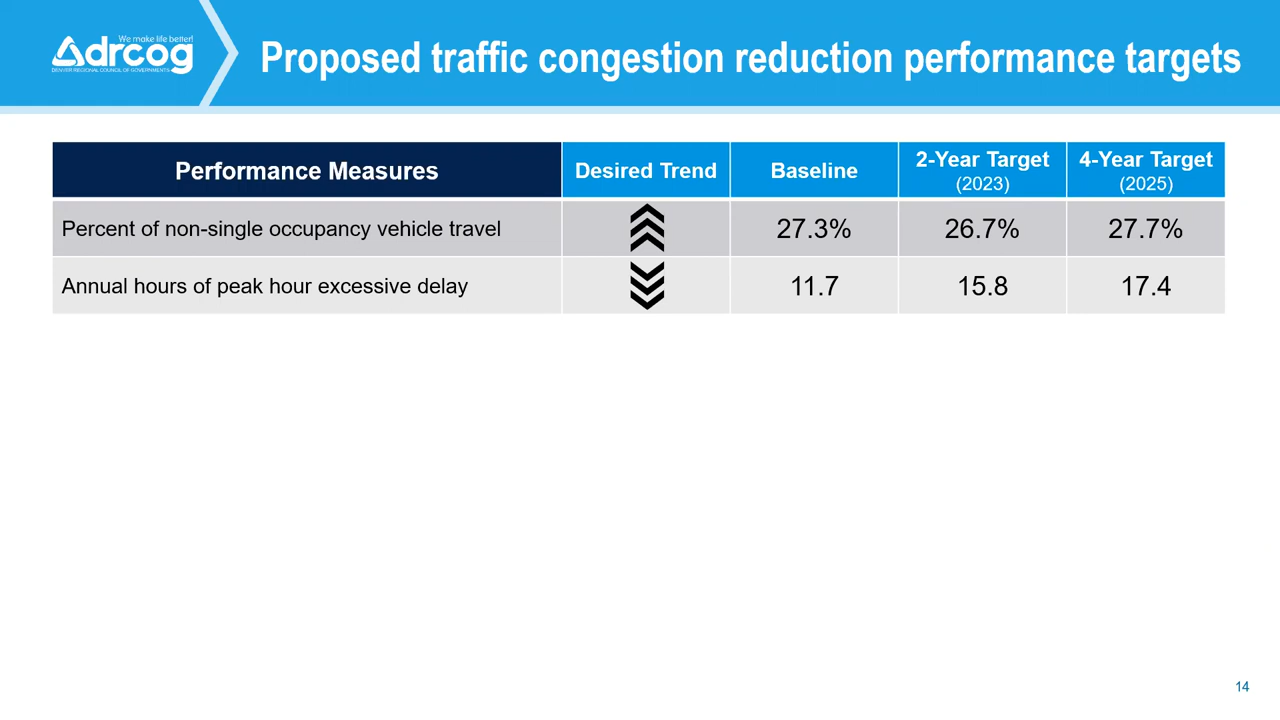 We make life better!
drcog
DENVER REGIONAL COUNCIL OF GOVERNMENTS
Proposed traffic congestion reduction performance targets
Performance Measures Desired Trend Baseline 2-Year Target (2023) 4-Year Target (2025)
Percent of non-single occupancy vehicle travel 27.3% 26.7% 27.7%
Annual hours of peak hour excessive delay 11.7 15.8 17.4
14